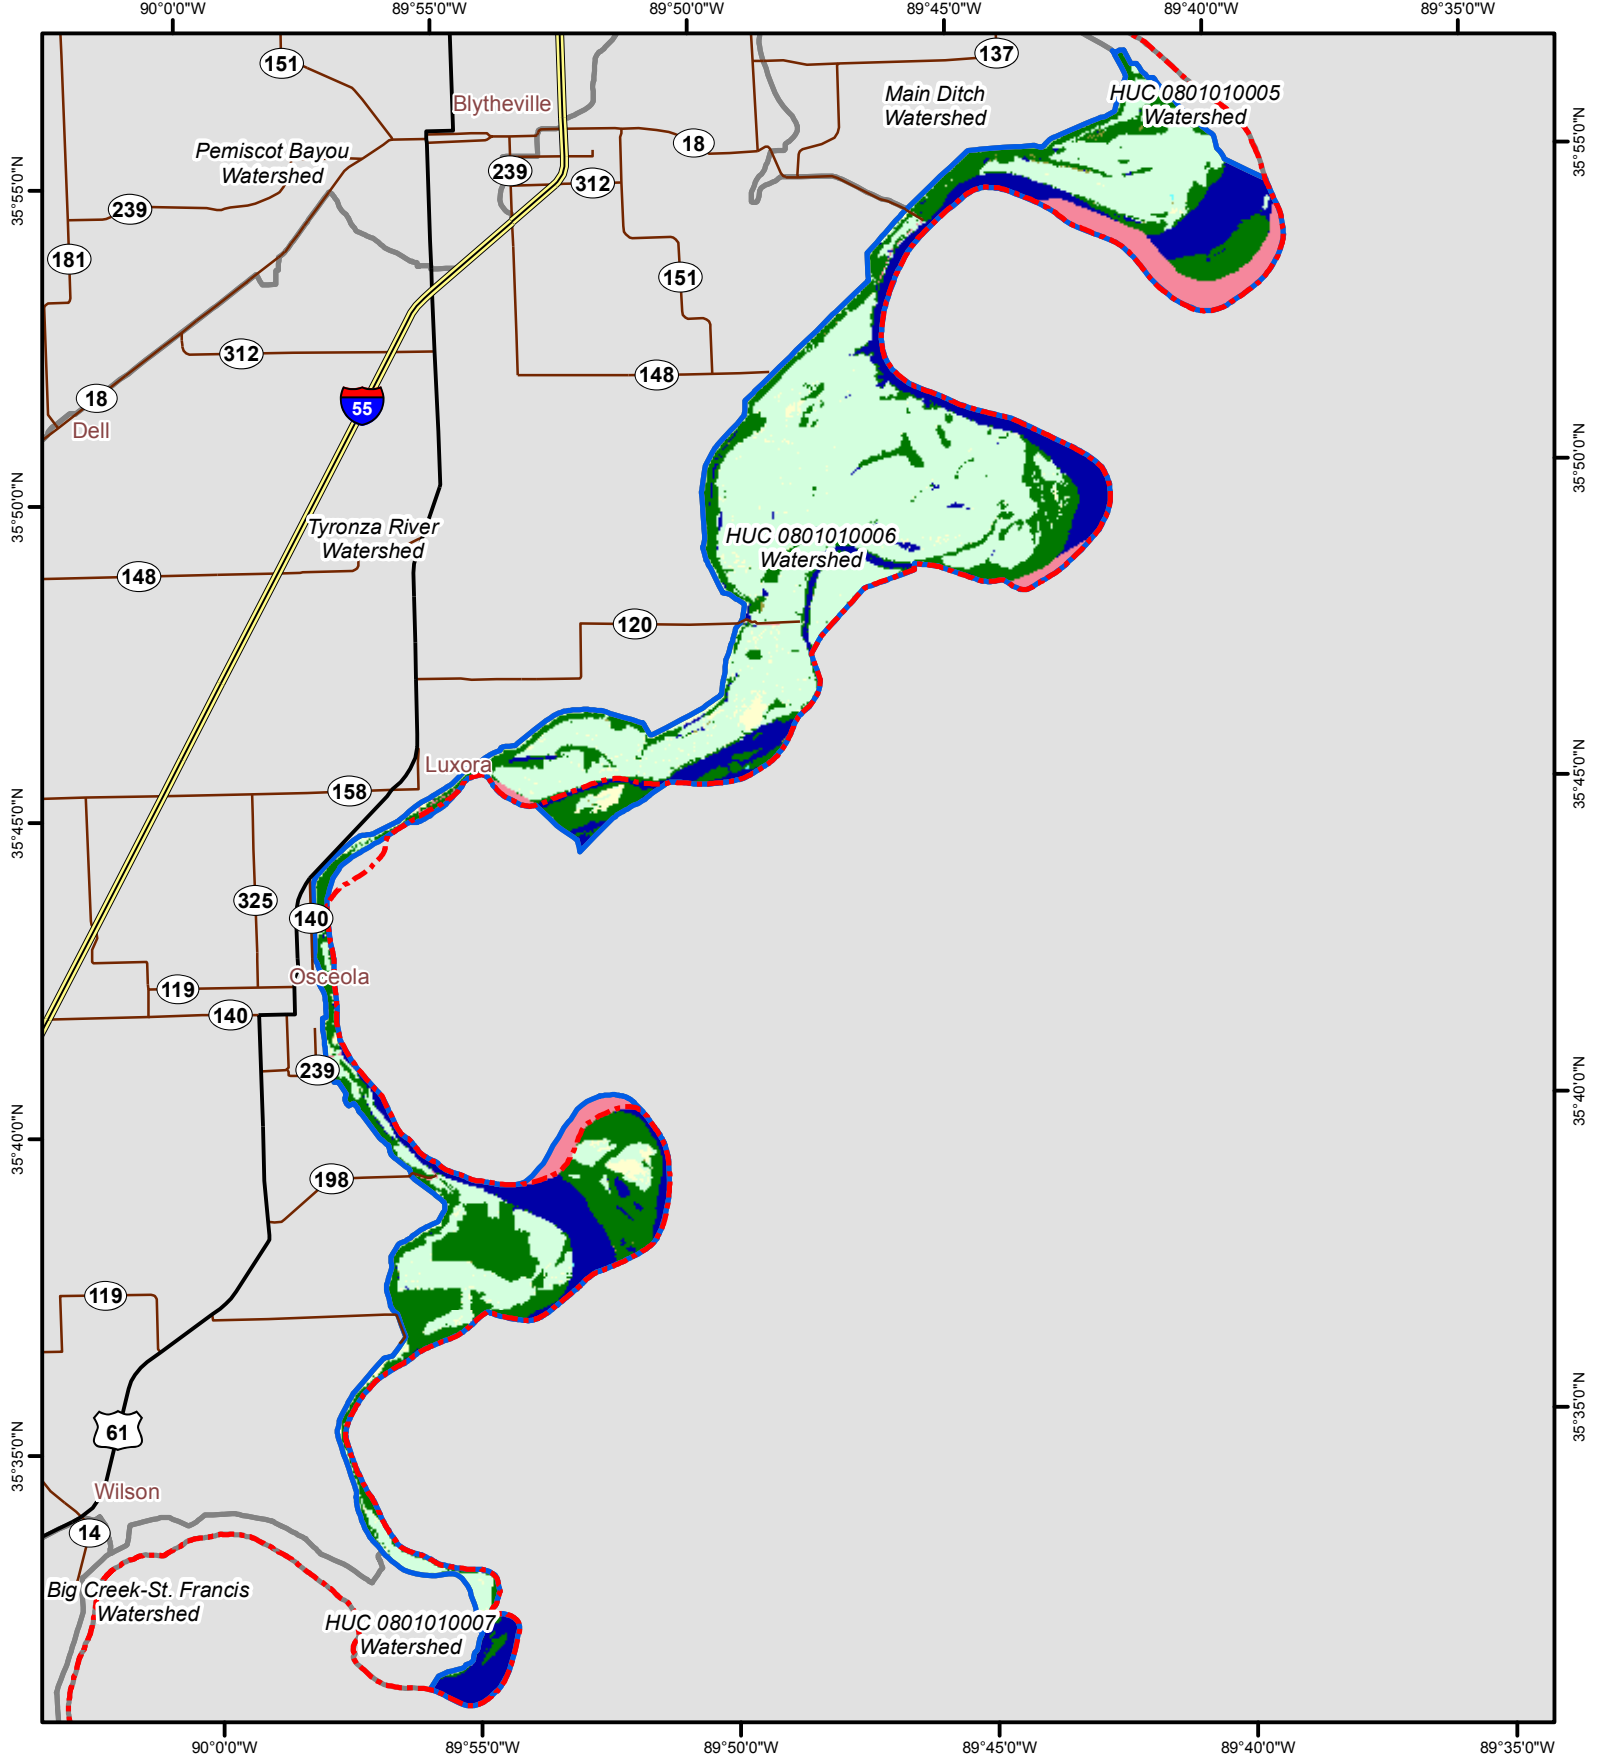 90°0'0"W
89°55'0"W
89°50'0"W
89°45'0"W
89°40'0"W
89°35'0"W
151
137
Blytheville
Main Ditch
Watershed
HUC 0801010005
Watershed
35°55'0"N
Pemiscot Bayou
Watershed
18
239
312
35°55'0"N
239
181
151
312
148
18
55
Dell
35°50'0"N
35°50'0"N
Tyronza River
Watershed
HUC 0801010006
Watershed
148
120
Luxora
35°45'0"N
158
35°45'0"N
325
140
Osceola
119
140
239
35°40'0"N
35°40'0"N
198
119
35°35'0"N
61
35°35'0"N
Wilson
14
Big Creek-St. Francis
Watershed
HUC 0801010007
Watershed
90°0'0"W
89°55'0"W
89°50'0"W
89°45'0"W
89°40'0"W
89°35'0"W